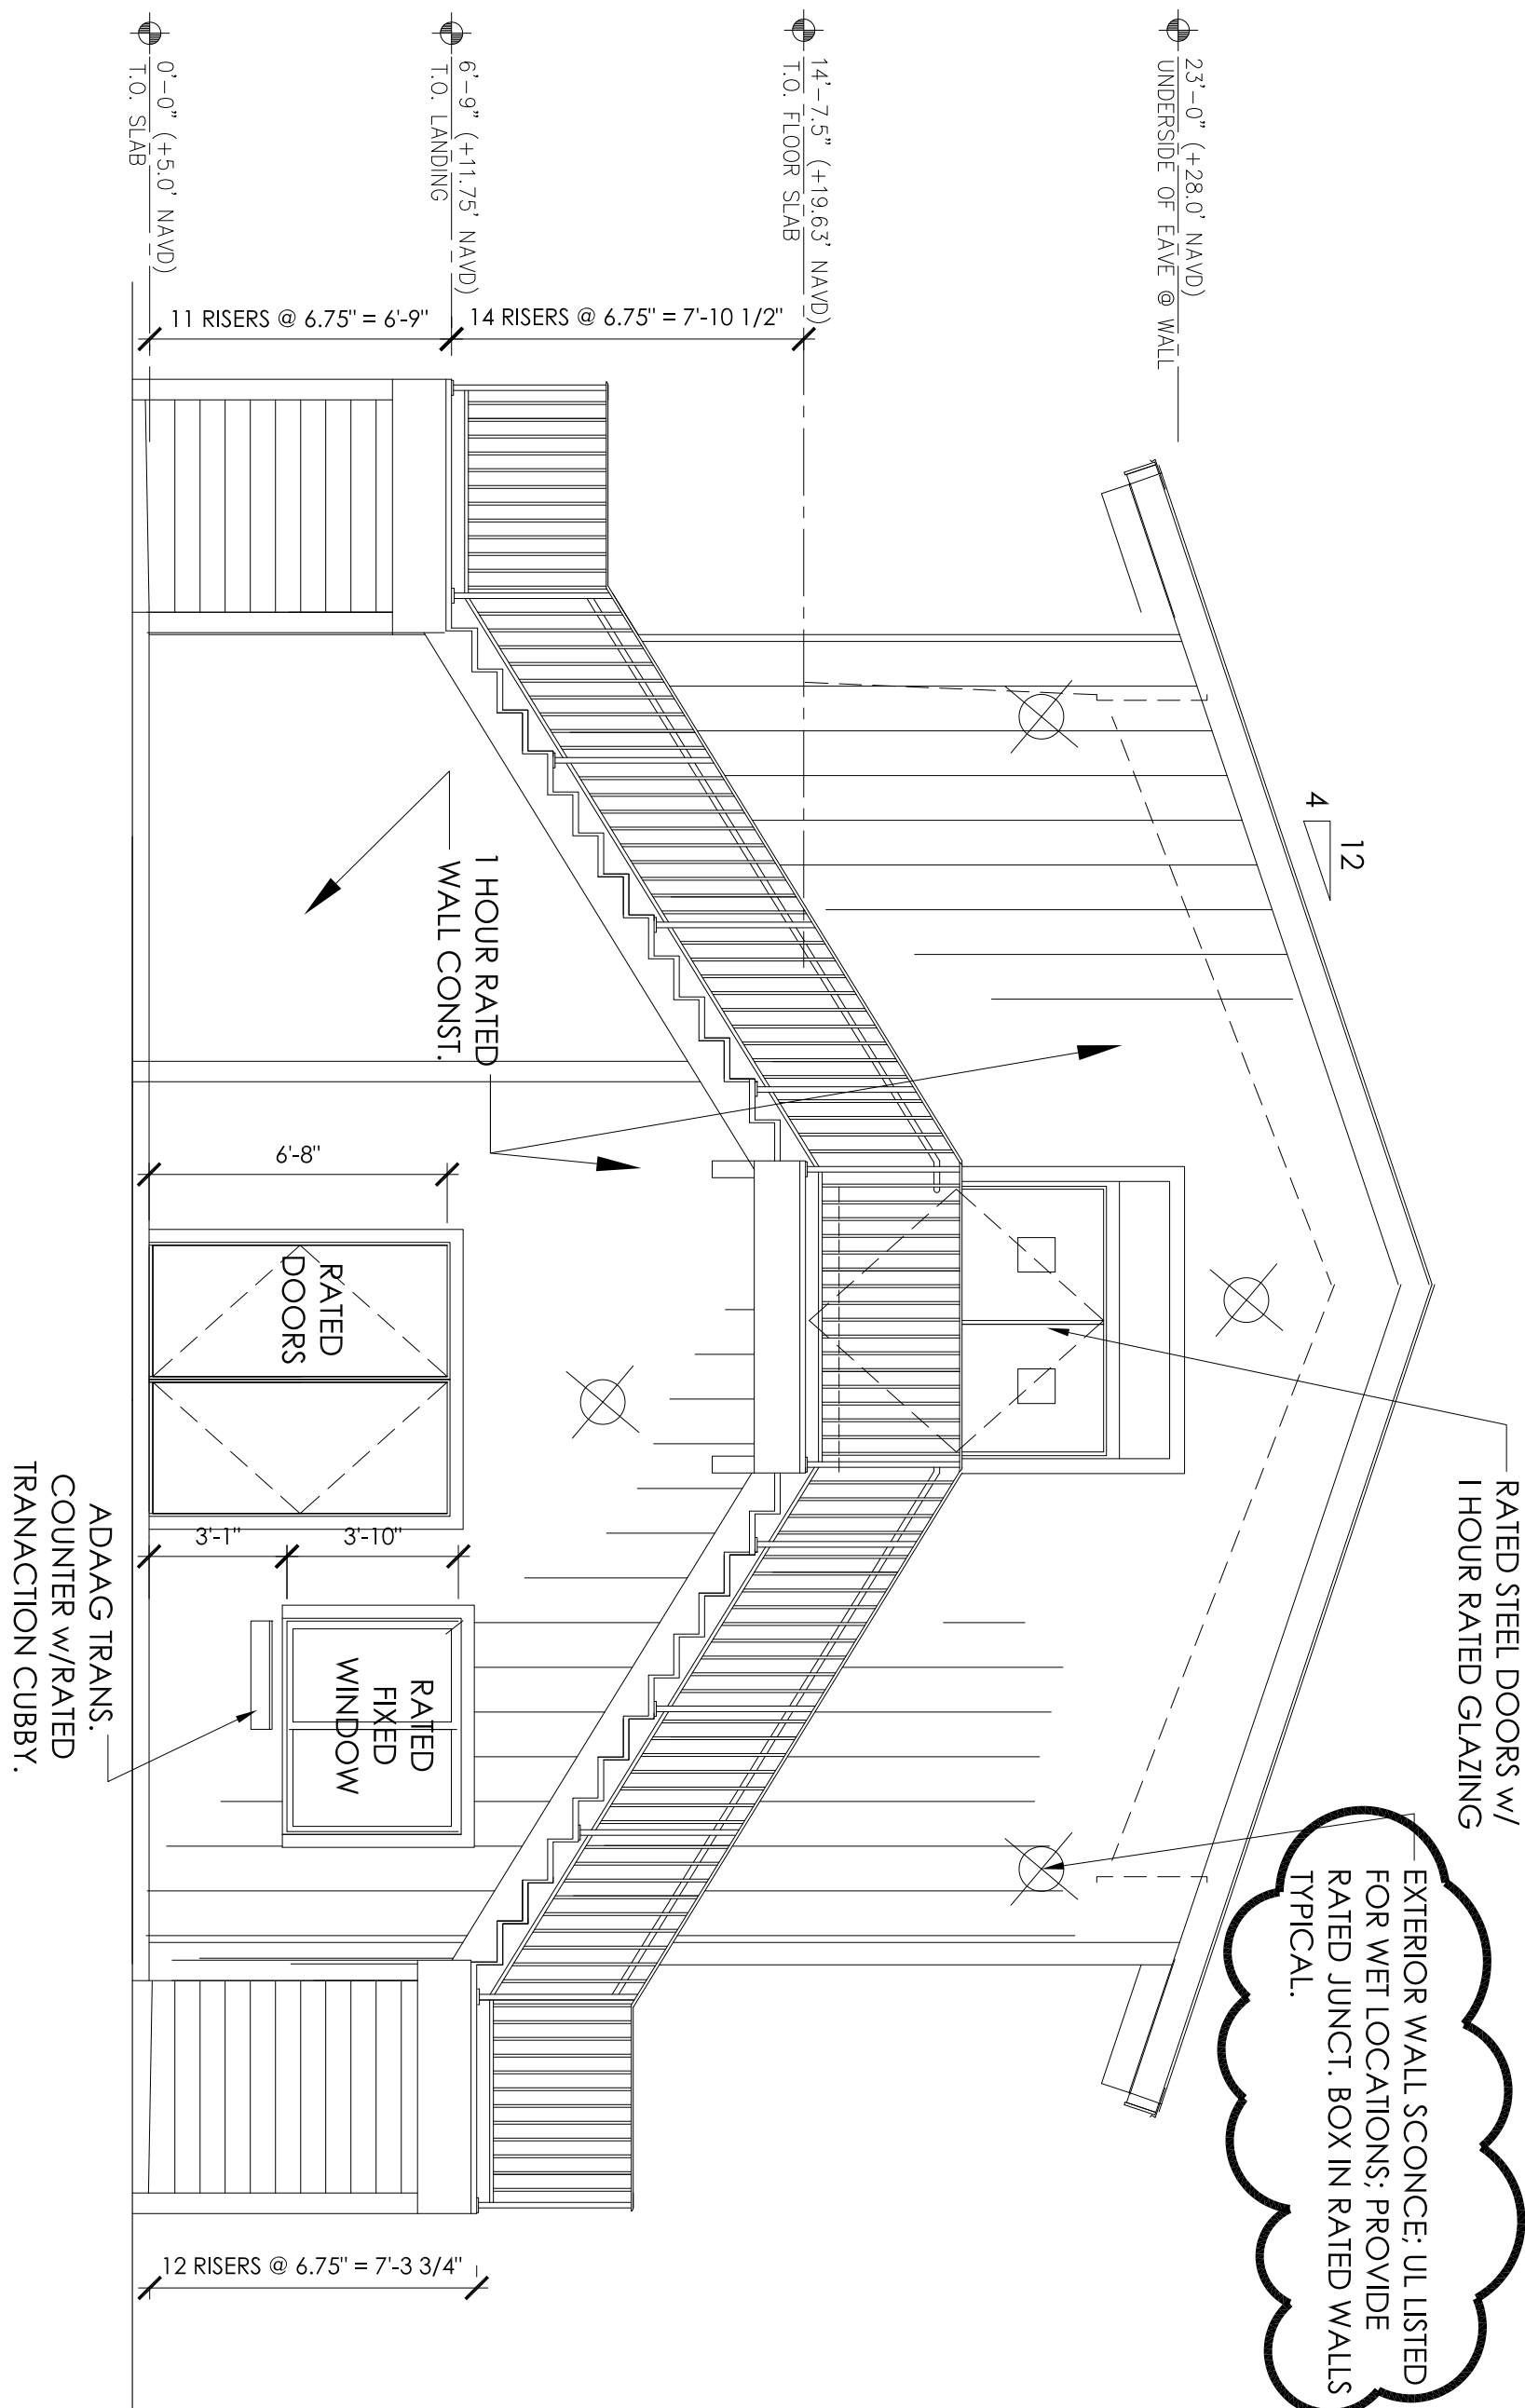 23'-0" (+28.0' NAVD)
UNDERSIDE OF EAVE @ WALL
14'-7.5" (+19.63' NAVD)
T.O. FLOOR SLAB
6'-9" (+11.75' NAVD)
T.O. LANDING
0'-0" (+5.0' NAVD)
T.O. SLAB
11 RISERS @ 6.75" = 6'-9"
14 RISERS @ 6.75" = 7'-10 1/2"
12
4
1 HOUR RATED
WALL CONST.
6'-8"
RATED
DOORS
3'-1"
3'-10"
RATED
FIXED
WINDOW
ADAAG TRANS.
COUNTER W/RATED
TRANACTION CUBBY.
RATED STEEL DOORS W/
1 HOUR RATED GLAZING
EXTERIOR WALL SCONCE; UL LISTED
FOR WET LOCATIONS; PROVIDE
RATED JUNCT. BOX IN RATED WALLS
TYPICAL.
12 RISERS @ 6.75" = 7'-3 3/4"